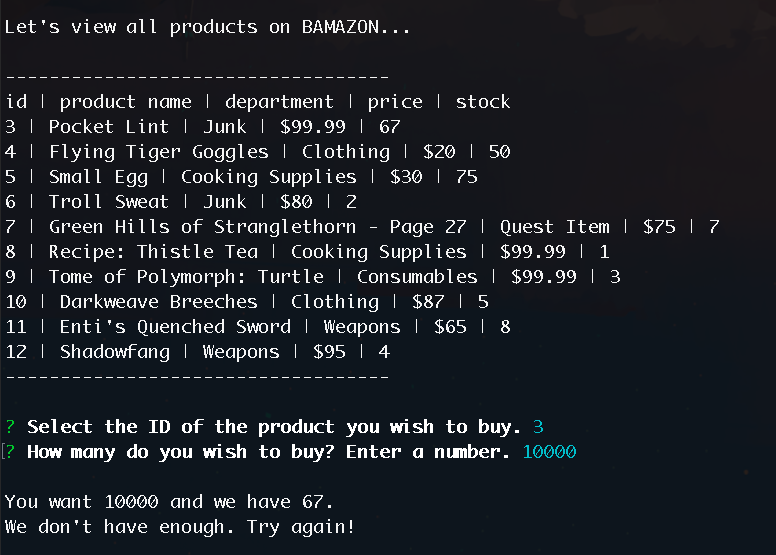 Let's view all products on BAMAZON...
-----------------------------------
id | product name | department | price | stock
3 | Pocket Lint | Junk | $99.99 | 67
4 | Flying Tiger Goggles | Clothing | $20 | 50
5 | Small Egg | Cooking Supplies | $30 | 75
6 | Troll Sweat | Junk | $80 | 2
7 | Green Hills of Stranglethorn - Page 27 | Quest Item | $75 | 7
8 | Recipe: Thistle Tea | Cooking Supplies | $99.99 | 1
9 | Tome of Polymorph: Turtle | Consumables | $99.99 | 3
10 | Darkweave Breeches | Clothing | $87 | 5
11 | Enti's Quenched Sword | Weapons | $65 | 8
12 | Shadowfang | Weapons | $95 | 4
-----------------------------------
? Select the ID of the product you wish to buy. 3
[? How many do you wish to buy? Enter a number. 10000
You want 10000 and we have 67.
We don't have enough. Try again!